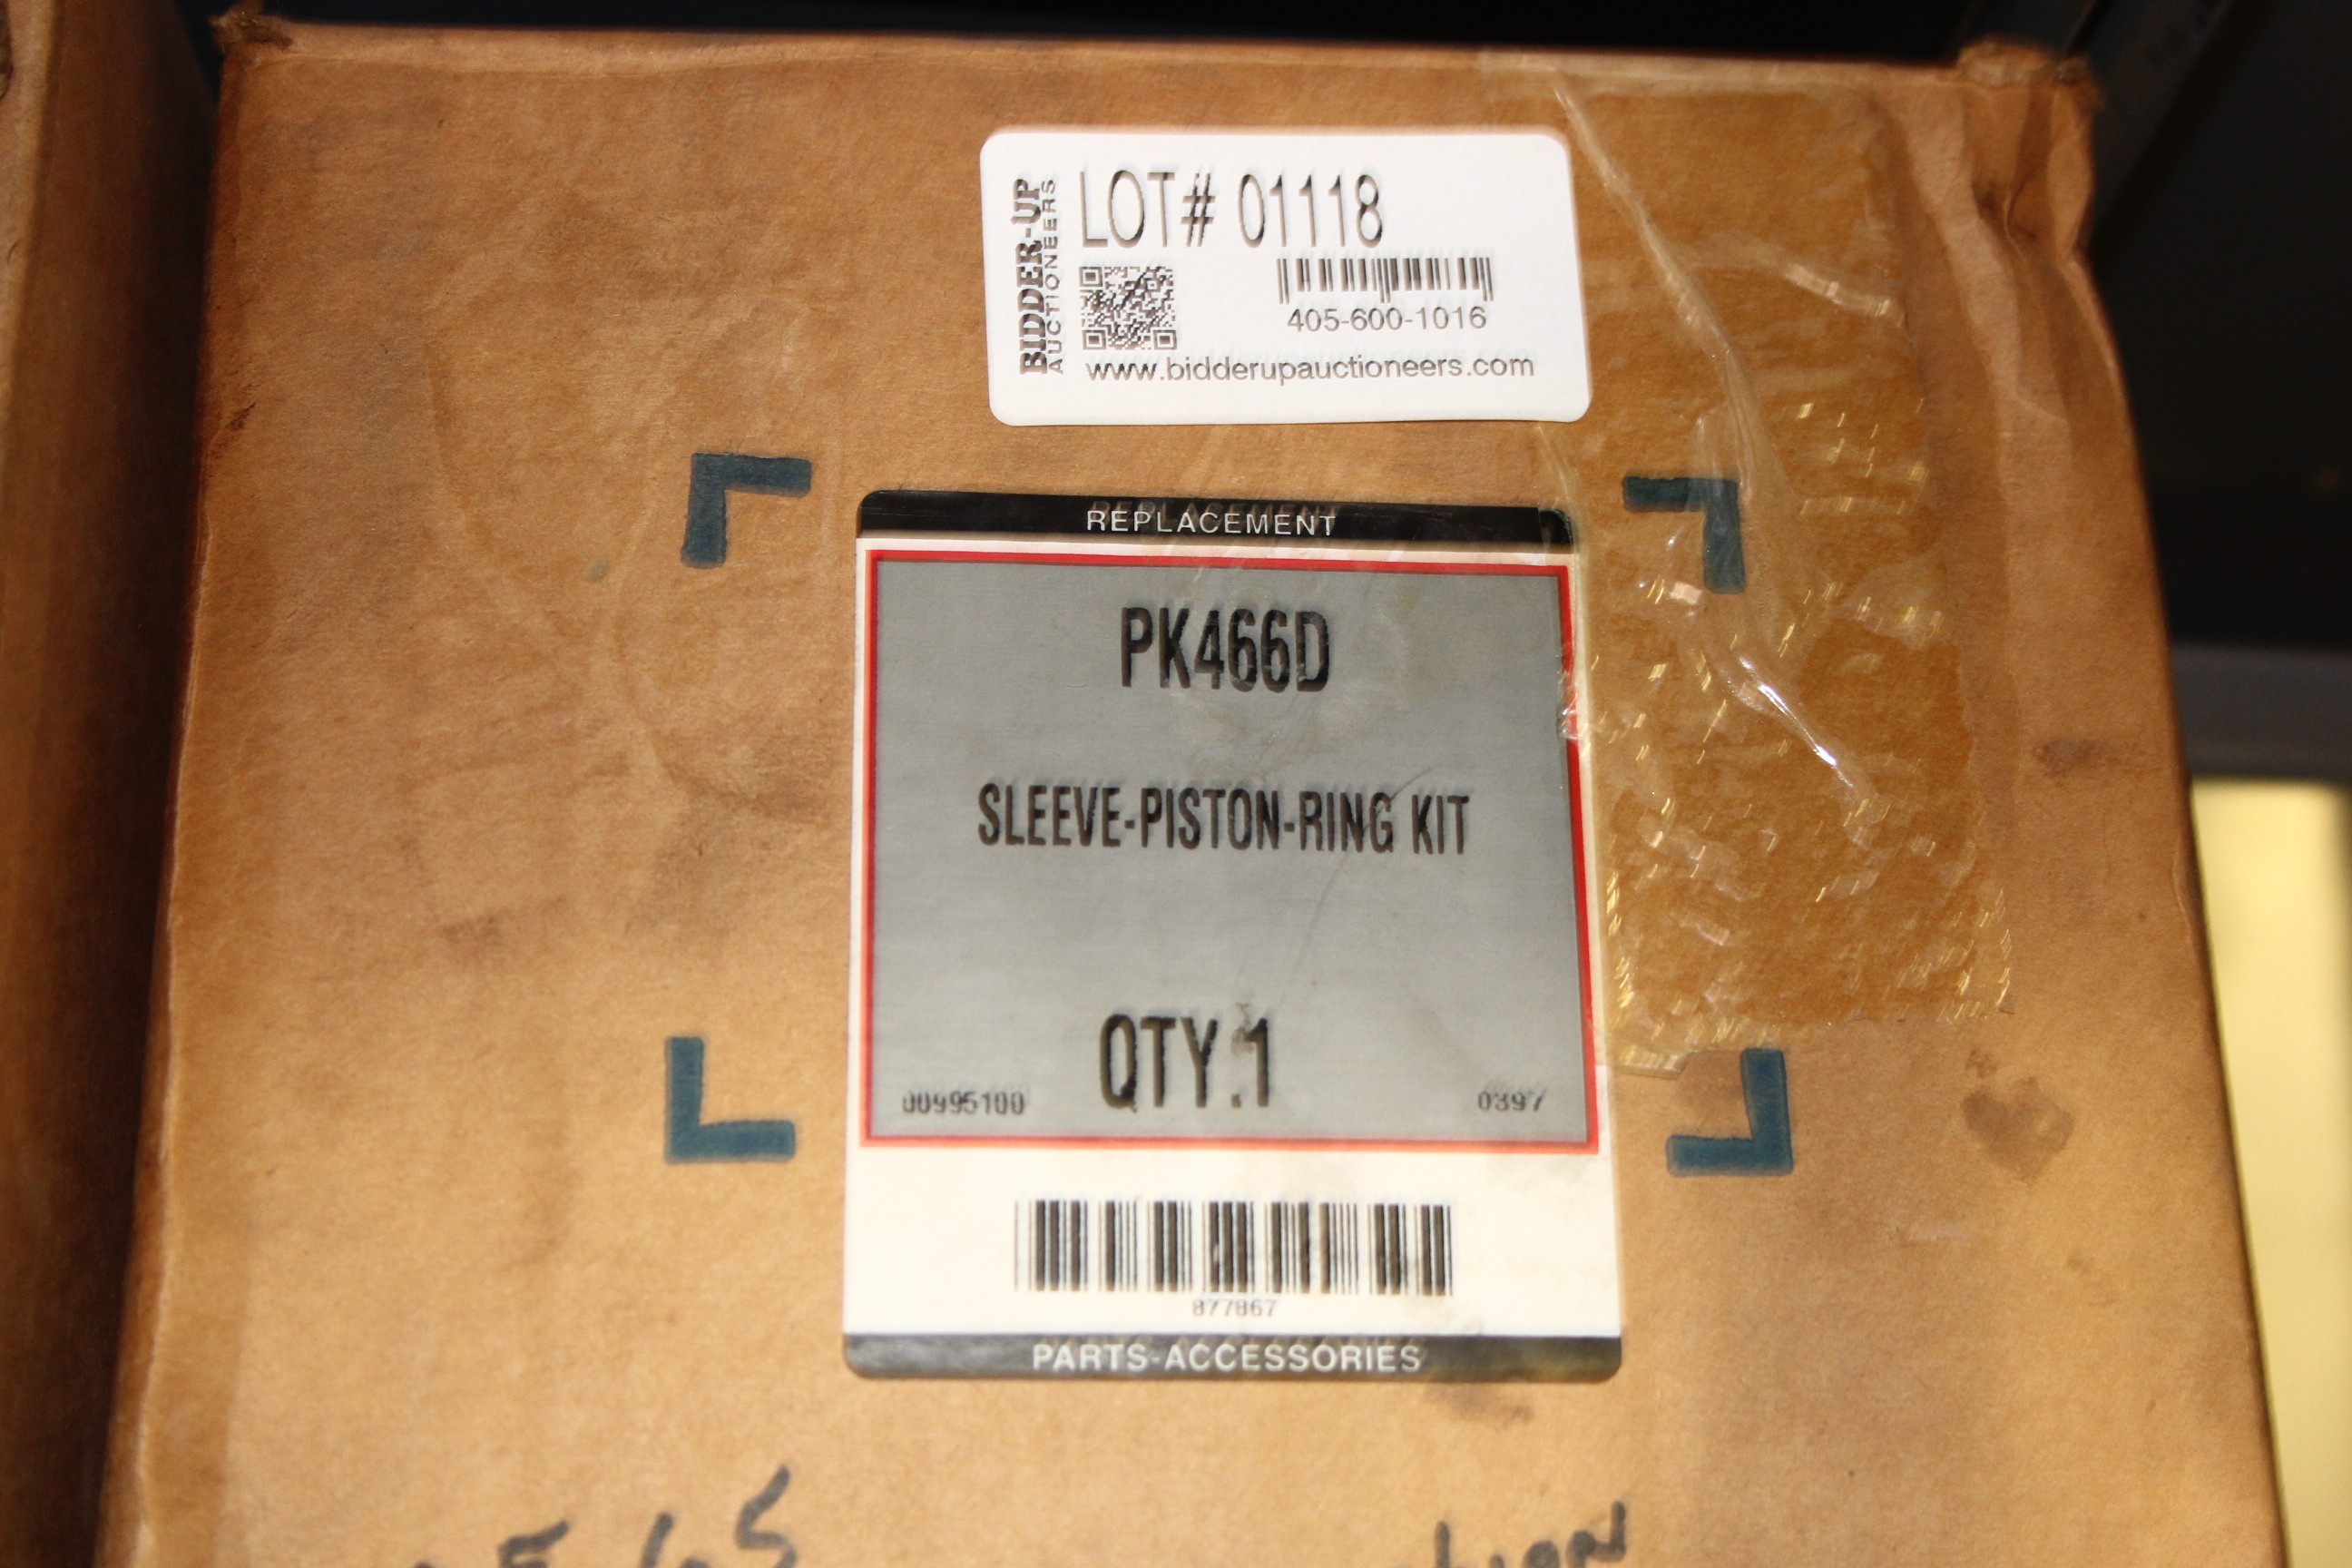 BIDDER-UP
AUCTIONEERS
LOT# 01118
405-600-1016
www.bidderupauctioneers.com
REPLACEMENT
PK466D
SLEEVE-PISTON-RING KIT
QTY.1
00995100
0397
877867
PARTS-ACCESSORIES